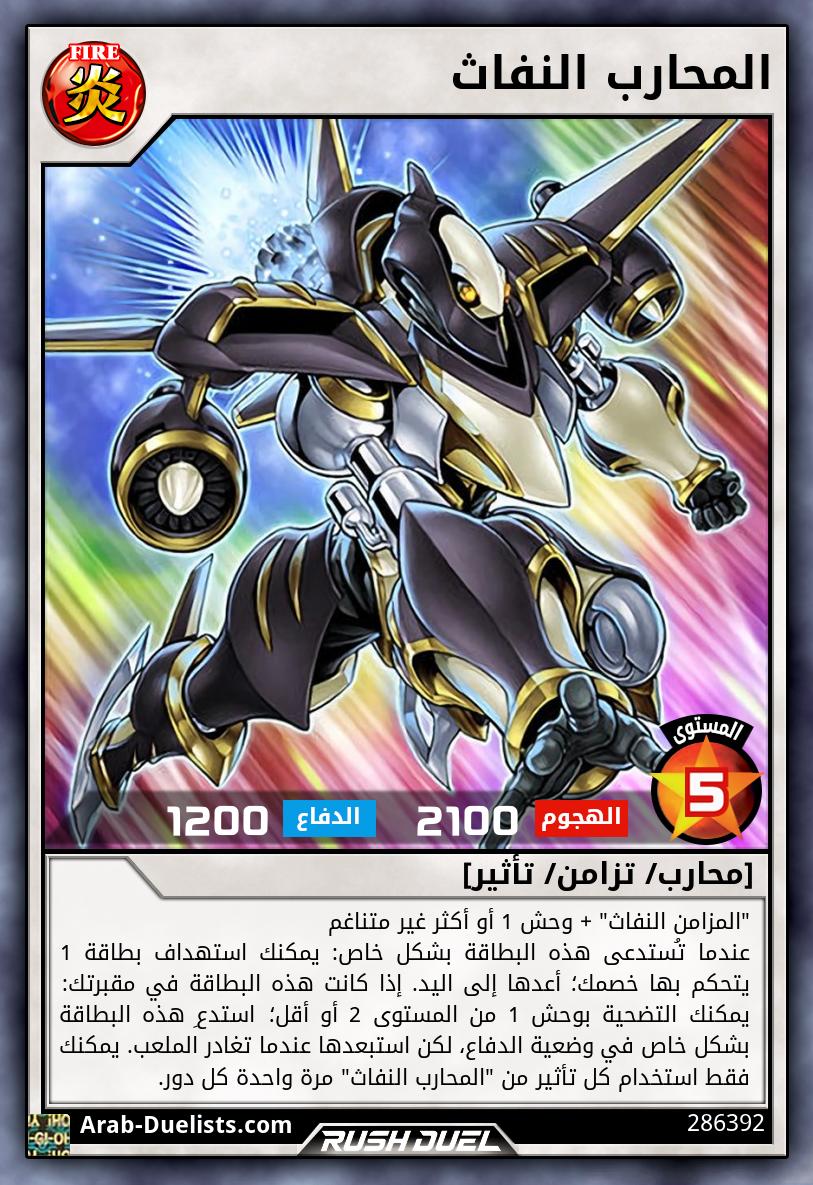 FIRE
炎
المحارب النفاث
المستوى
5
الهجوم 2100 الدفاع 1200
[محارب/ تزامن/ تأثير]
"المزامن النفاث" + وحش 1 أو أكثر غير متناغم
عندما تُستدعى هذه البطاقة بشكل خاص: يمكنك استهداف بطاقة 1
يتحكم بها خصمك؛ أعدها إلى اليد. إذا كانت هذه البطاقة في مقبرتك:
يمكنك التضحية بوحش 1 من المستوى 2 أو أقل؛ استدعِ هذه البطاقة
بشكل خاص في وضعية الدفاع، لكن استبعدها عندما تغادر الملعب. يمكنك
فقط استخدام كل تأثير من "المحارب النفاث" مرة واحدة كل دور.
Arab-Duelists.com
RUSH DUEL
286392